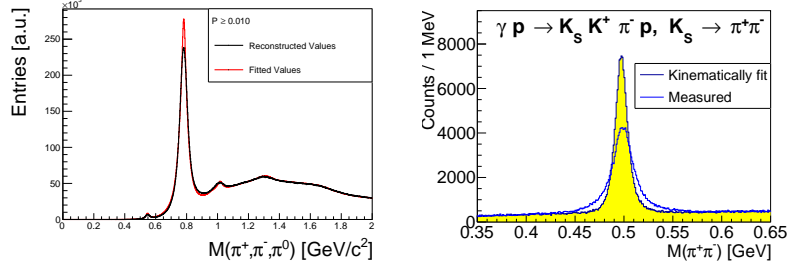 ×10³
P ≥ 0.010
Reconstructed Values
Fitted Values
Entries [a.u.]
250
200
150
100
50
0
0 0.2 0.4 0.6 0.8 1 1.2 1.4 1.6 1.8 2
M(π⁺,π⁻,π⁰) [GeV/c²]
γ p → K_S K⁺ π⁻ p, K_S → π⁺π⁻
Kinematically fit
Measured
Counts / 1 MeV
8000
6000
4000
2000
0
0.35 0.4 0.45 0.5 0.55 0.6 0.65
M(π⁺π⁻) [GeV]